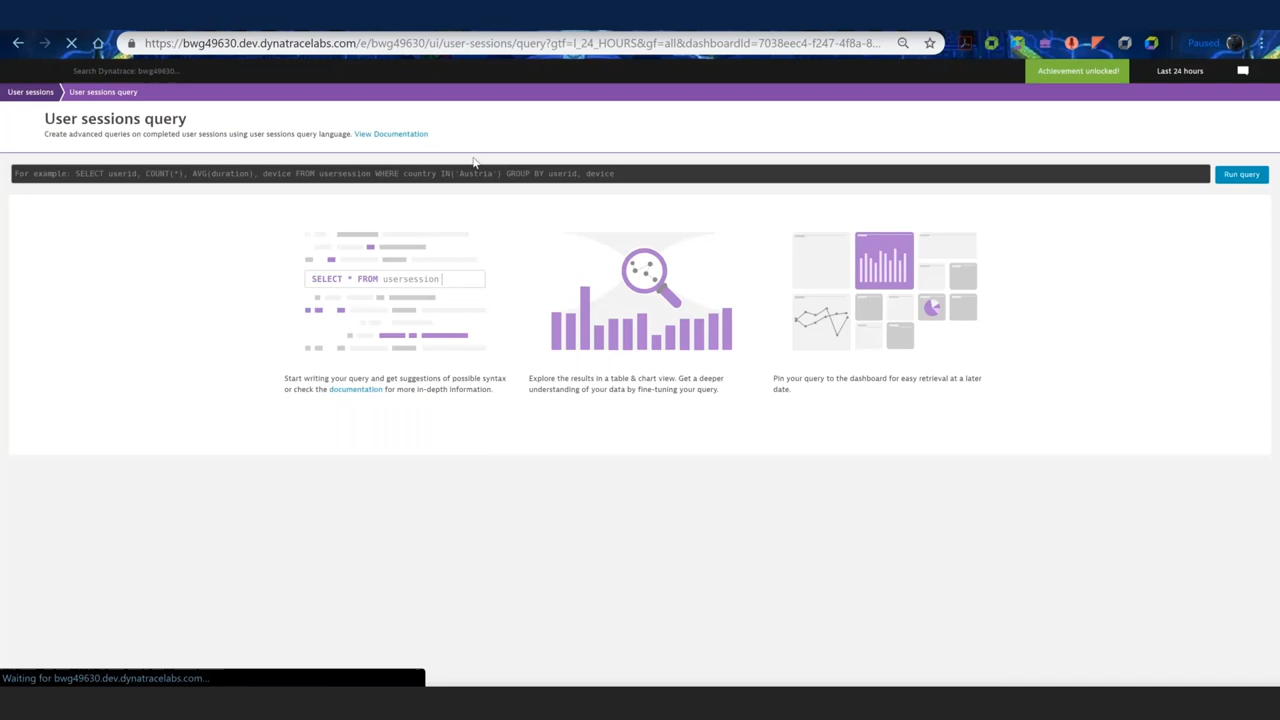 https://bwg49630.dev.dynatracelabs.com/e/bwg49630/ui/user-sessions/query?gtf=l_24_HOURS&gf=all&dashboardId=7038eec4-f247-4f8a-8...
Paused
Search Dynatrace: bwg49630...
Achievement unlocked!
Last 24 hours
User sessions
User sessions query
User sessions query
Create advanced queries on completed user sessions using user sessions query language. View Documentation
For example: SELECT userid, COUNT(*), AVG(duration), device FROM usersession WHERE country IN('Austria') GROUP BY userid, device
Run query
SELECT * FROM usersession
Start writing your query and get suggestions of possible syntax
or check the documentation for more in-depth information.
Explore the results in a table & chart view. Get a deeper
understanding of your data by fine-tuning your query.
Pin your query to the dashboard for easy retrieval at a later
date.
Waiting for bwg49630.dev.dynatracelabs.com...